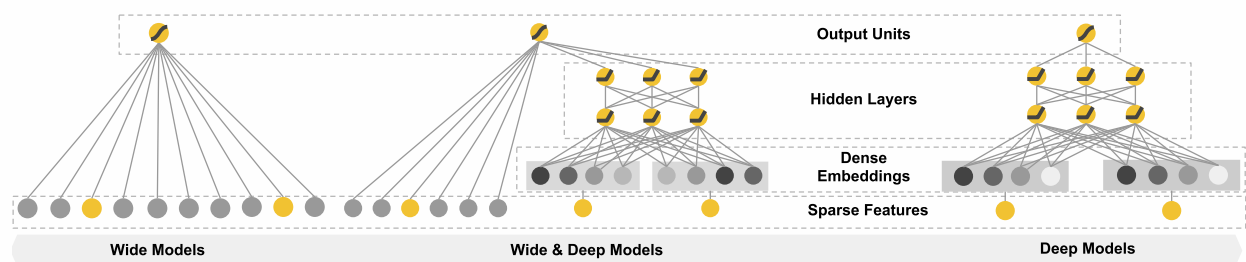 Output Units
Hidden Layers
Dense
Embeddings
Sparse Features
Wide Models
Wide & Deep Models
Deep Models